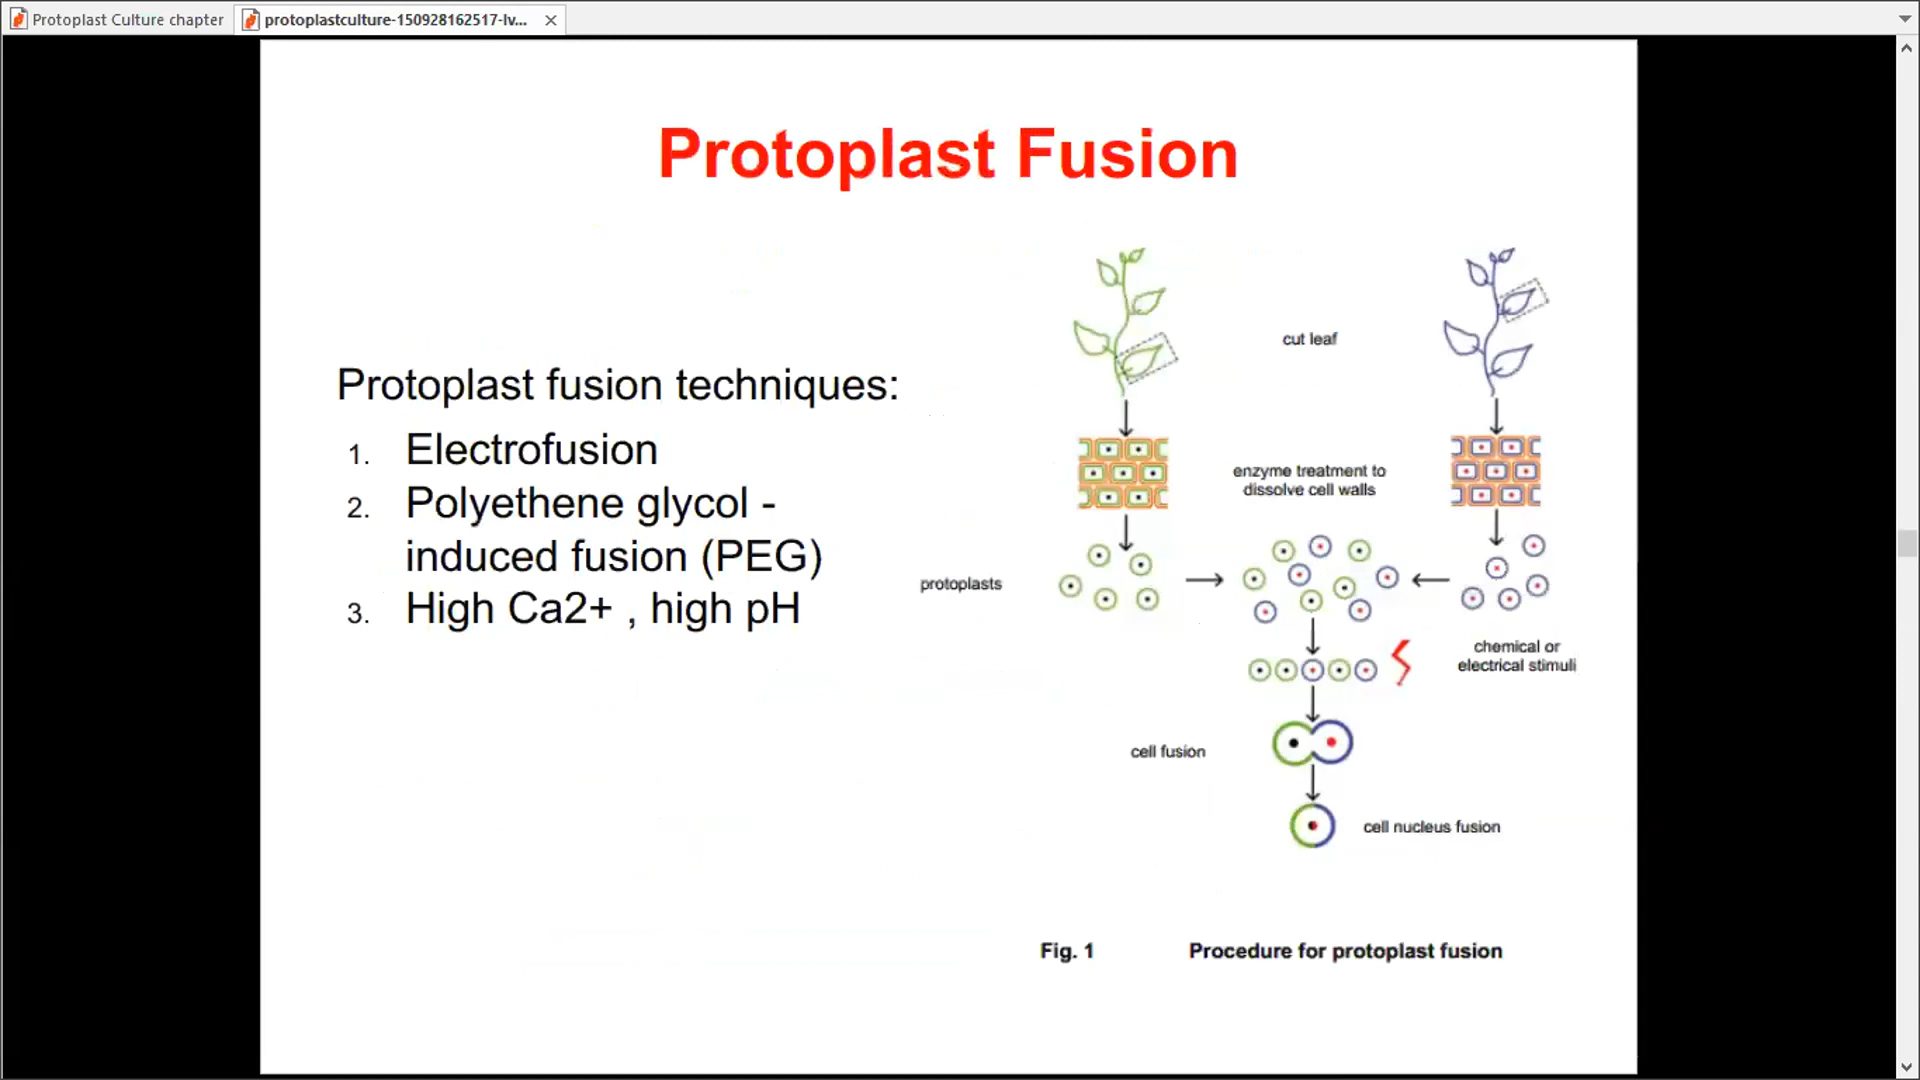 Protoplast Culture chapter
protoplastculture-150928162517-lv...
Protoplast Fusion
Protoplast fusion techniques:
1. Electrofusion
2. Polyethene glycol -
induced fusion (PEG)
3. High Ca2+ , high pH
cut leaf
enzyme treatment to
dissolve cell walls
protoplasts
chemical or
electrical stimuli
cell fusion
cell nucleus fusion
Fig. 1 Procedure for protoplast fusion